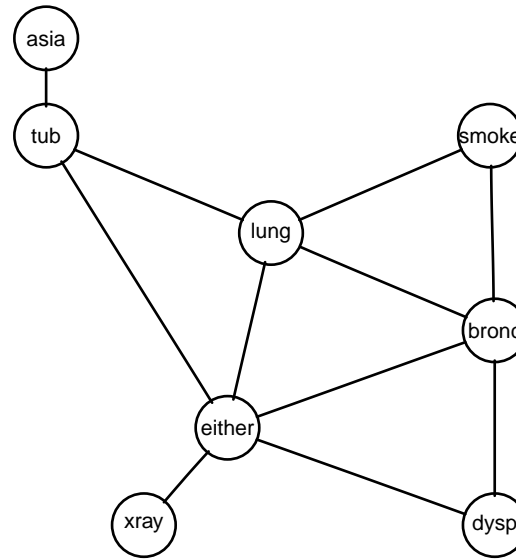 asia
tub
smoke
lung
bronc
either
xray
dysp